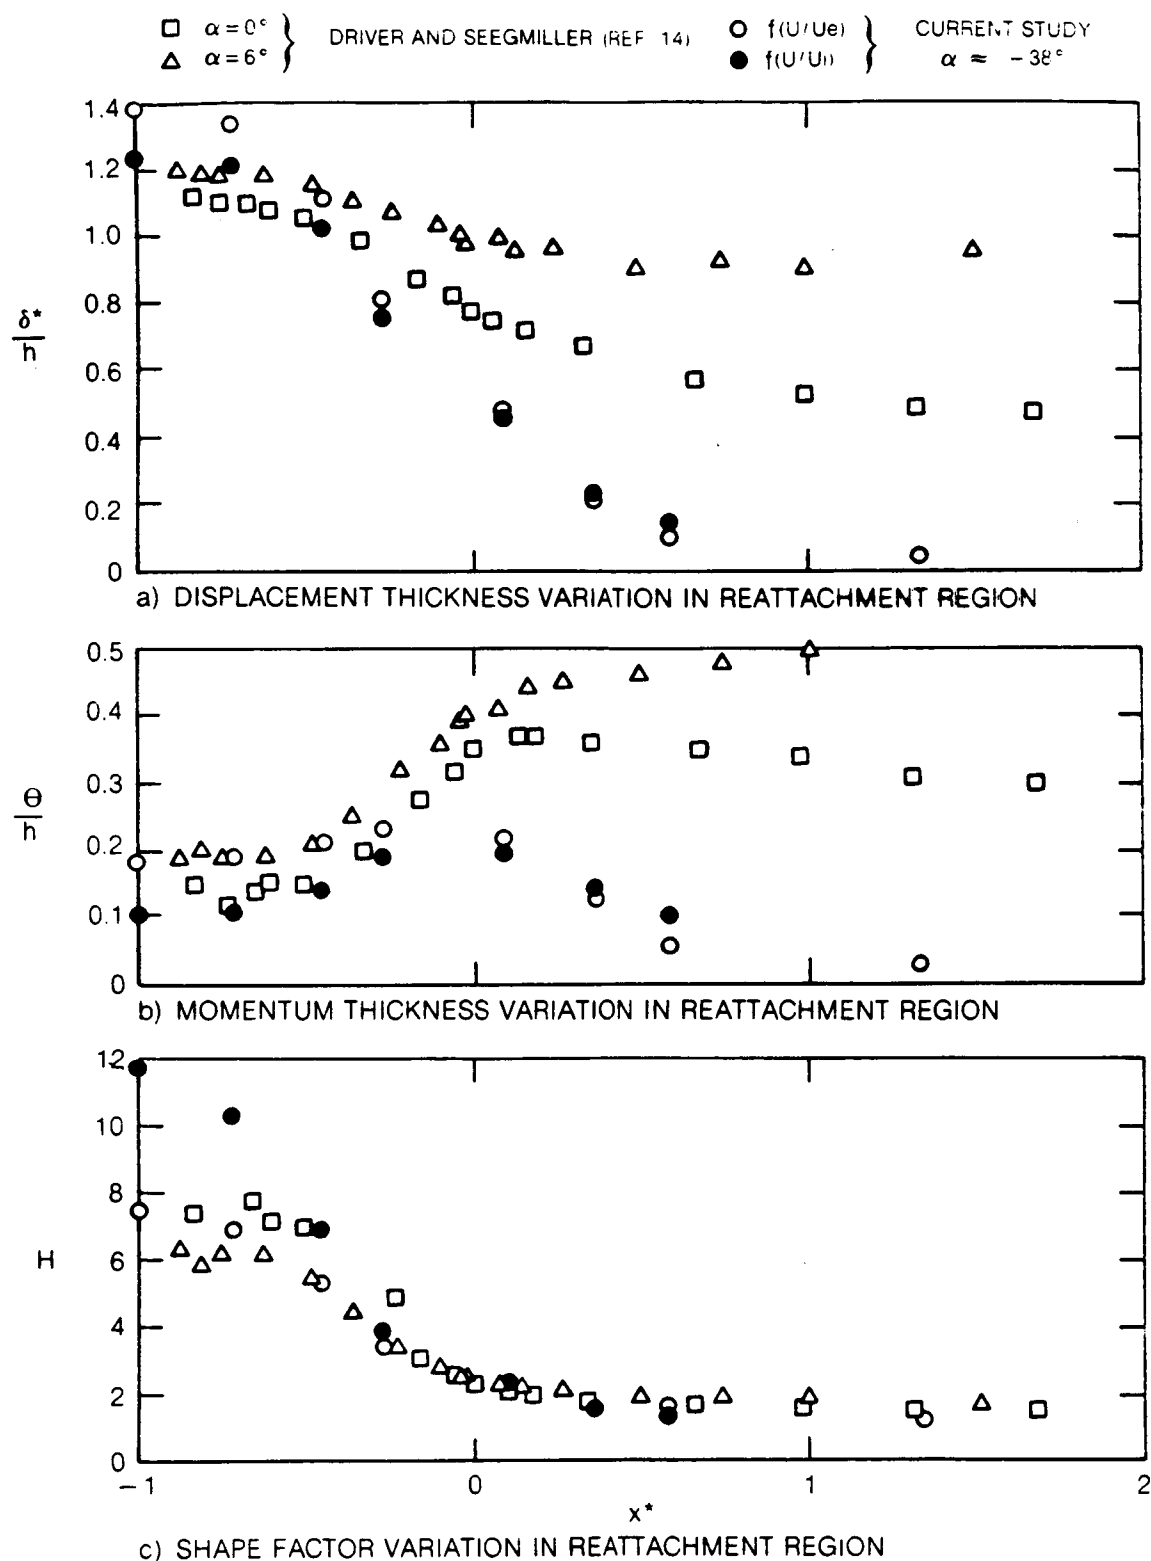 □ α = 0° } DRIVER AND SEEGMILLER (REF 14) ○ f(U/Ue) } CURRENT STUDY
△ α = 6° ● f(U/Ui) α ≈ −38°
1.4
1.2
1.0
0.8
0.6
0.4
0.2
0
δ*
h
a) DISPLACEMENT THICKNESS VARIATION IN REATTACHMENT REGION
0.5
0.4
0.3
0.2
0.1
0
Θ
h
b) MOMENTUM THICKNESS VARIATION IN REATTACHMENT REGION
12
10
8
6
4
2
0
H
−1 0 1 2
x*
c) SHAPE FACTOR VARIATION IN REATTACHMENT REGION